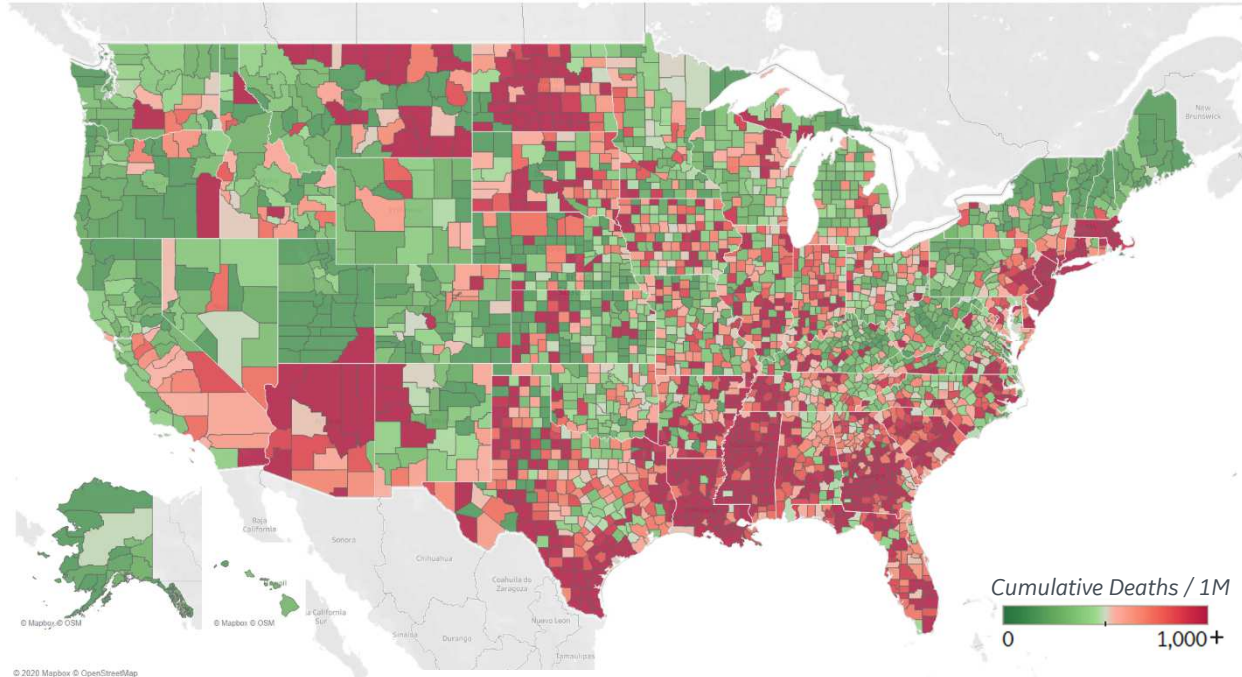 New
Brunswick
Baja
California
Sonora
Chihuahua
Coahuila de
Zaragoza
Nuevo León
Sinaloa
Durango
Tamaulipas
a California
Sur
© Mapbox © OSM
© Mapbox © OSM
Cumulative Deaths / 1M
0
1,000+
© 2020 Mapbox © OpenStreetMap